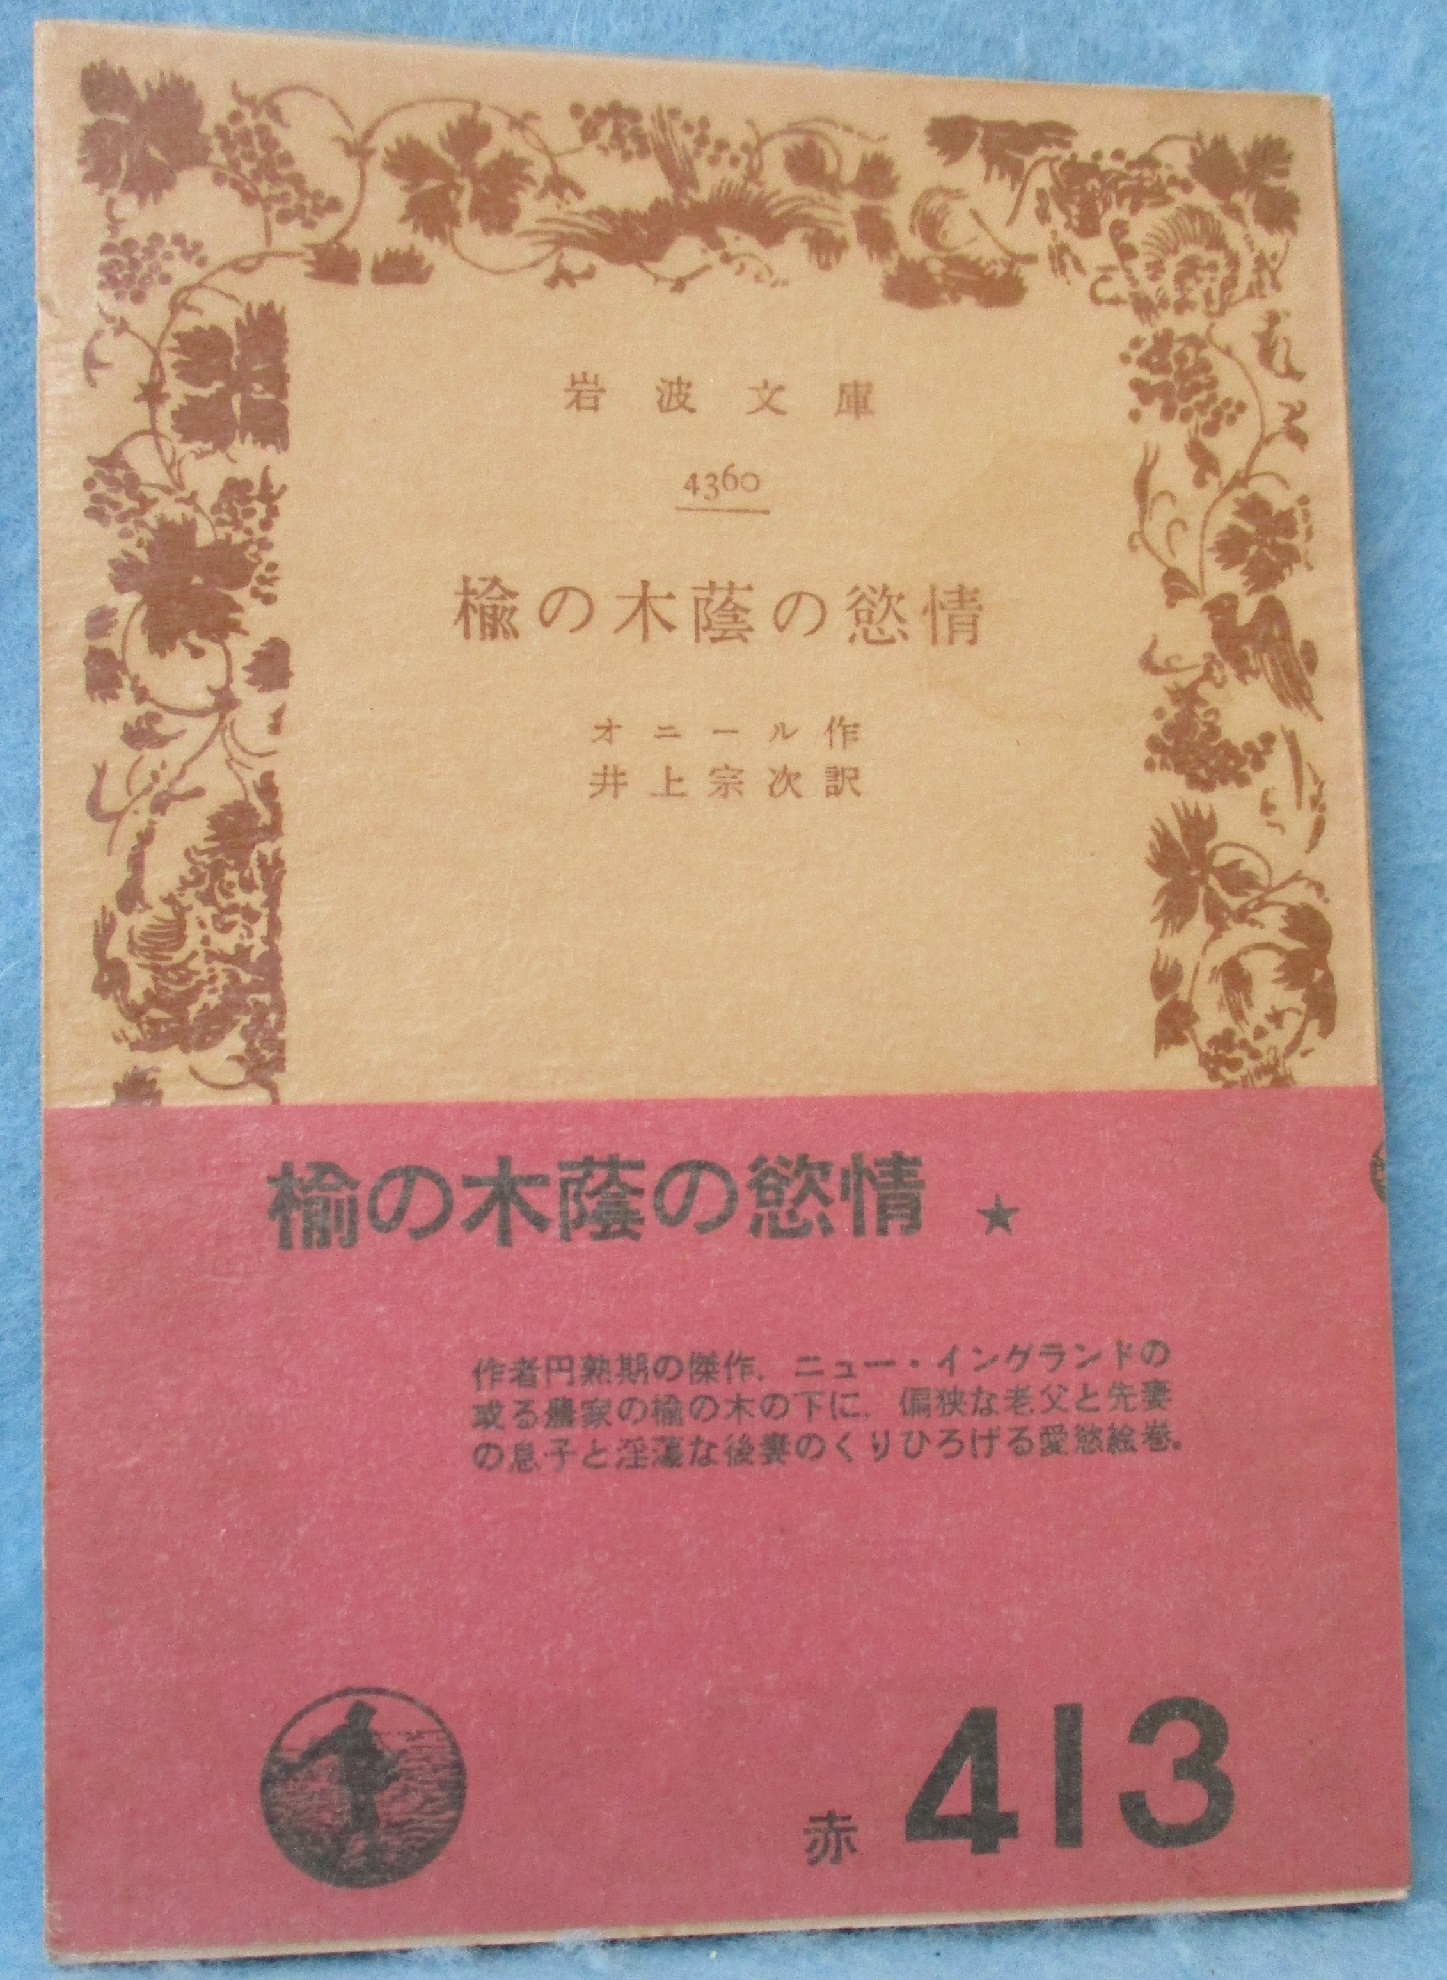 岩波文庫
4360
楡の木蔭の慾情
オニール作
井上宗次訳
楡の木蔭の慾情 ★
作者円熟期の傑作．ニュー・イングランドの
或る農家の楡の木の下に，偏狭な老父と先妻
の息子と淫蕩な後妻のくりひろげる愛慾絵巻．
赤 413